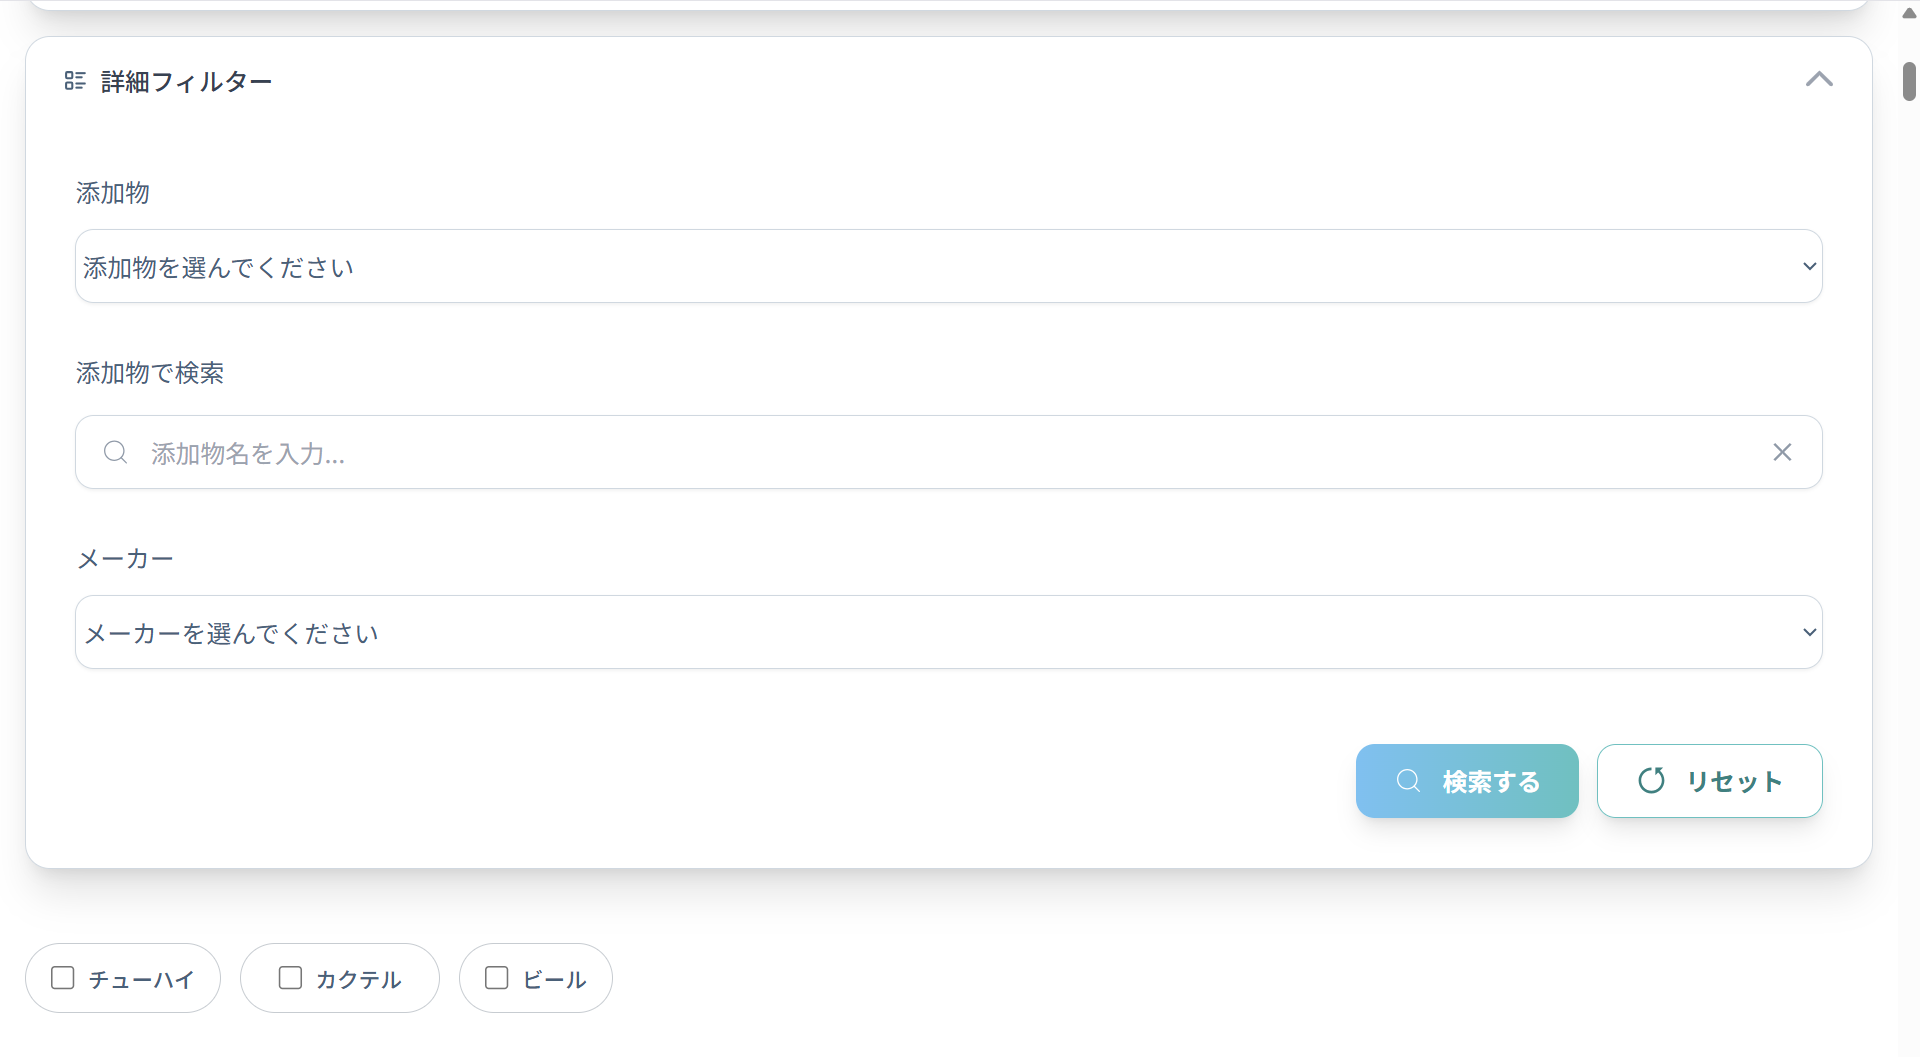 詳細フィルター
添加物
添加物を選んでください
添加物で検索
添加物名を入力...
メーカー
メーカーを選んでください
検索する
リセット
チューハイ
カクテル
ビール